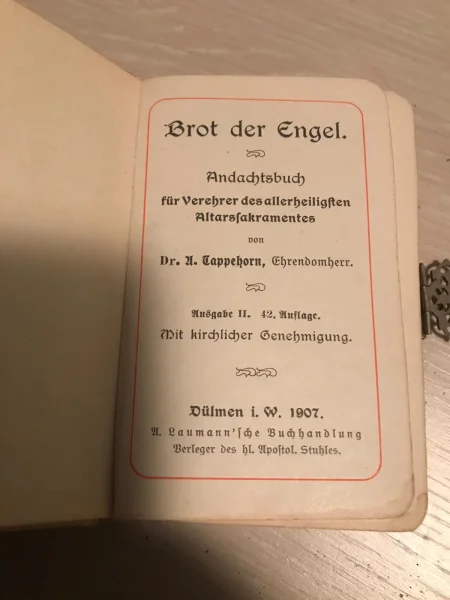 Brot der Engel.
Andachtsbuch
für Verehrer des allerheiligſten
Altarsſakramentes
von
Dr. A. Tappehorn, Ehrendomherr.
Ausgabe II. 42. Auflage.
Mit kirchlicher Genehmigung.
Dülmen i. W. 1907.
A. Laumann'ſche Buchhandlung
Verleger des hl. Apoſtol. Stuhles.